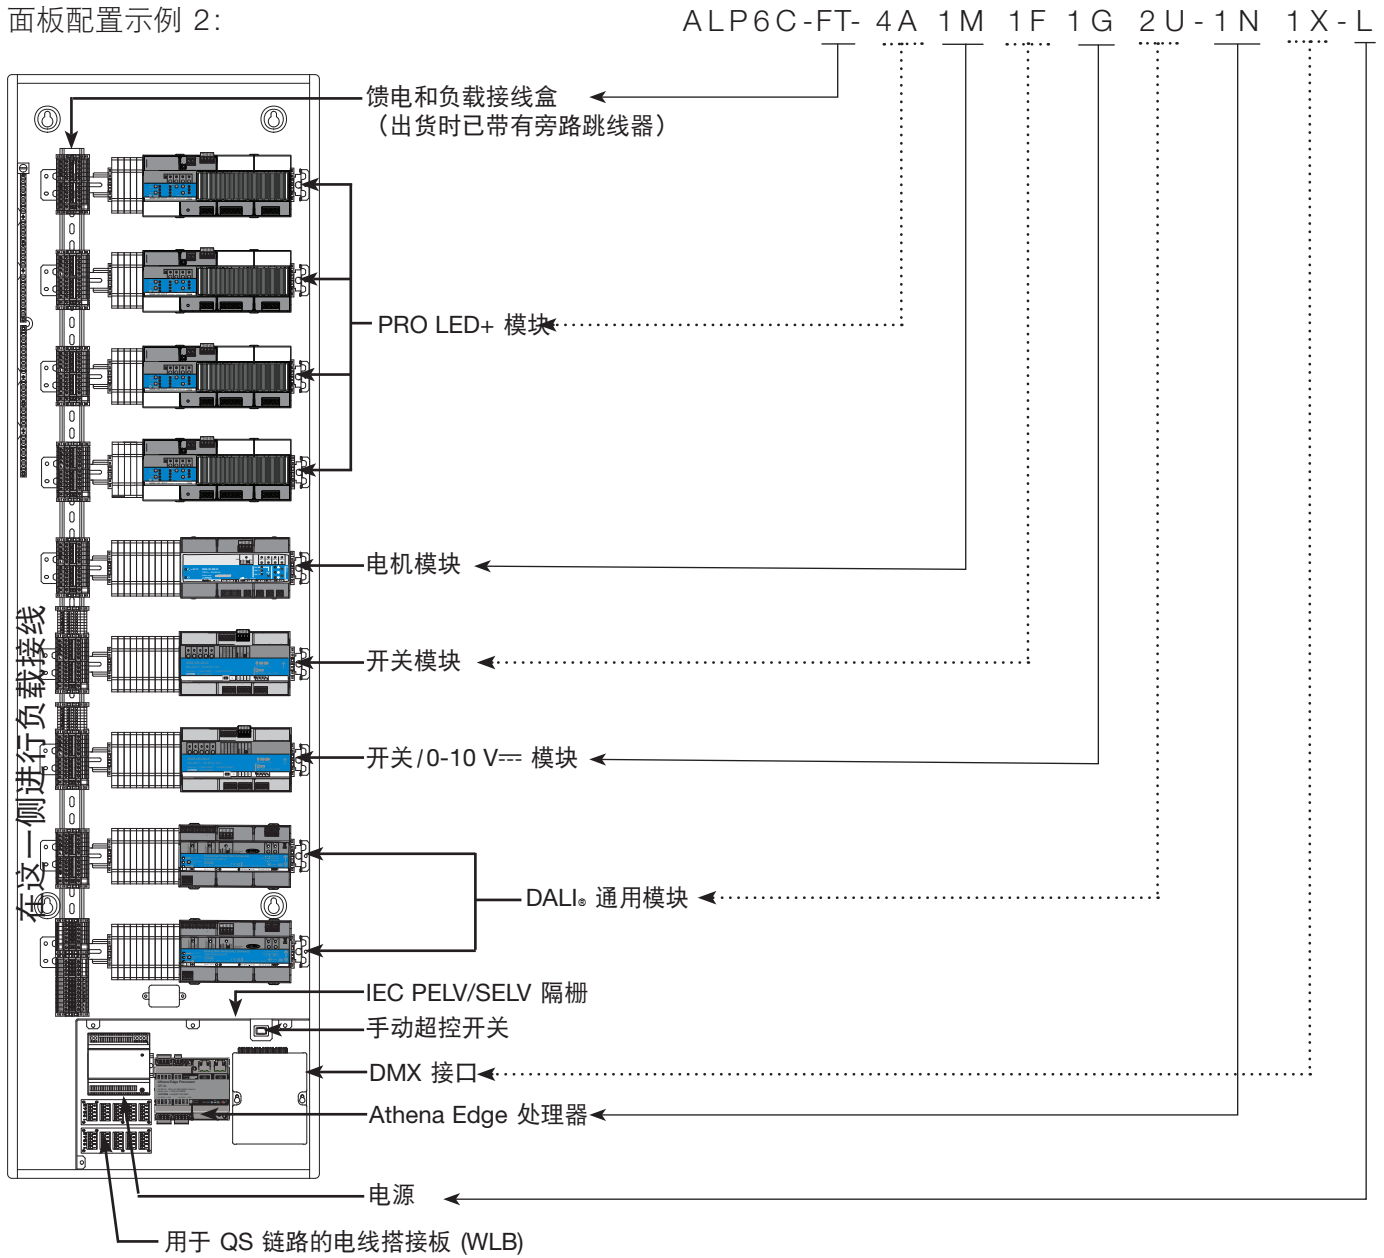 面板配置示例 2:
ALP6C-FT- 4A 1M 1F 1G 2U-1N 1X-L
馈电和负载接线盒
（出货时已带有旁路跳线器）
PRO LED+ 模块
电机模块
开关模块
开关/0-10 V⎓ 模块
DALI® 通用模块
在这一侧进行负载接线
IEC PELV/SELV 隔栅
手动超控开关
DMX 接口
Athena Edge 处理器
电源
用于 QS 链路的电线搭接板 (WLB)